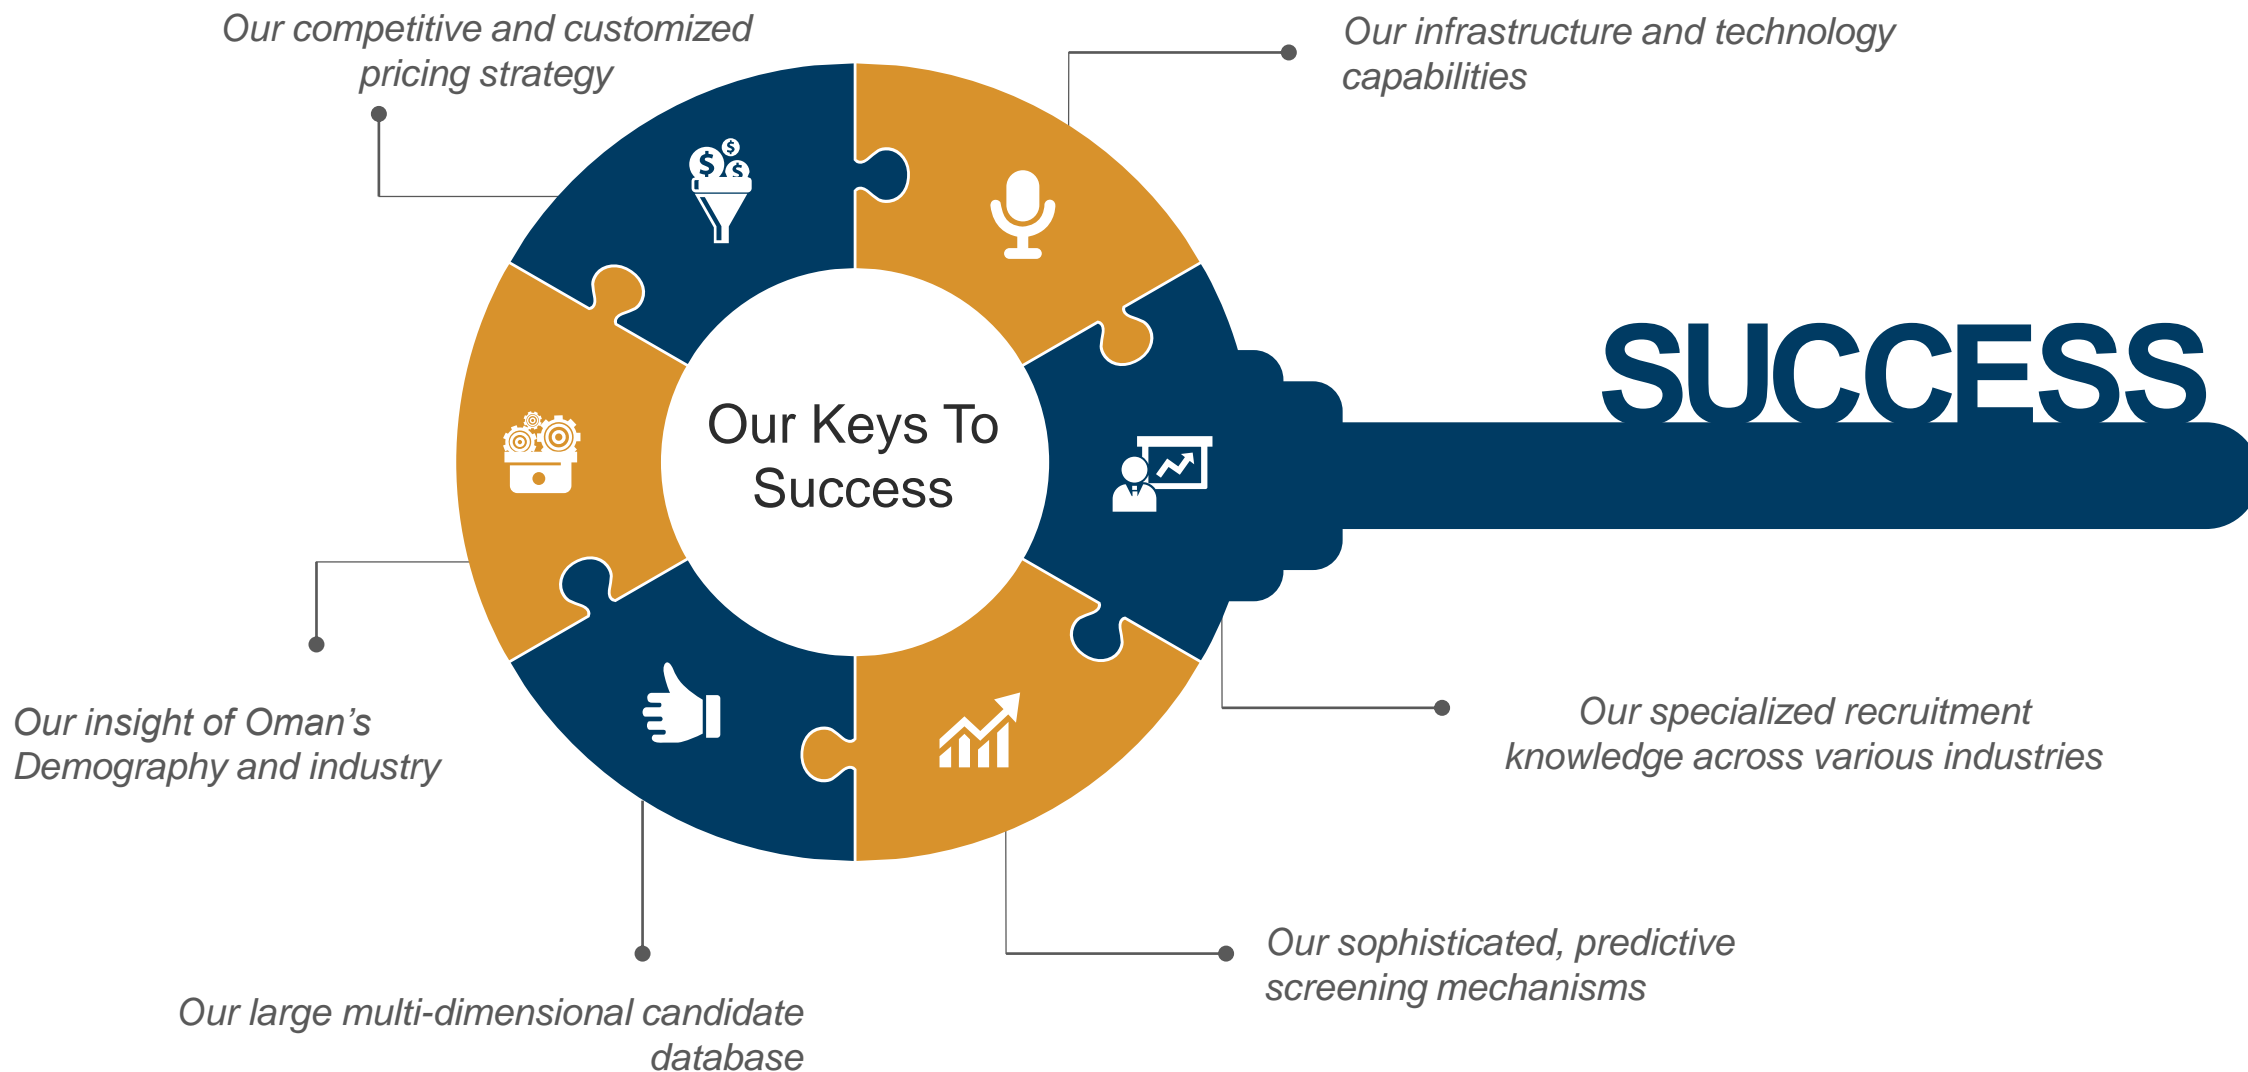 Our competitive and customized
pricing strategy
Our infrastructure and technology
capabilities
$
$
$
SUCCESS
Our Keys To
Success
Our insight of Oman’s
Demography and industry
Our specialized recruitment
knowledge across various industries
Our sophisticated, predictive
screening mechanisms
Our large multi-dimensional candidate
database